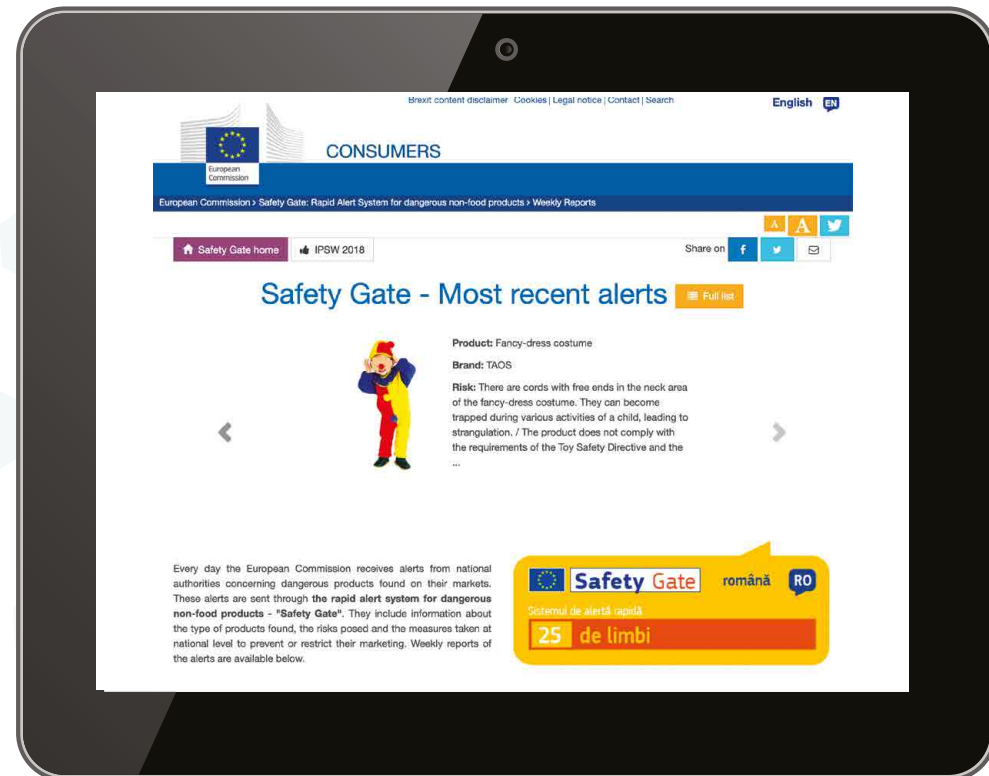 Brexit content disclaimer Cookies | Legal notice | Contact | Search
English EN
European
Commission
CONSUMERS
European Commission > Safety Gate: Rapid Alert System for dangerous non-food products > Weekly Reports
A A
Safety Gate home IPSW 2018
Share on f
Safety Gate - Most recent alerts Full list
Product: Fancy-dress costume
Brand: TAOS
Risk: There are cords with free ends in the neck area
of the fancy-dress costume. They can become
trapped during various activities of a child, leading to
strangulation. / The product does not comply with
the requirements of the Toy Safety Directive and the
...
Every day the European Commission receives alerts from national
authorities concerning dangerous products found on their markets.
These alerts are sent through the rapid alert system for dangerous
non-food products - "Safety Gate". They include information about
the type of products found, the risks posed and the measures taken at
national level to prevent or restrict their marketing. Weekly reports of
the alerts are available below.
Safety Gate română RO
Sistemul de alertă rapidă
25 de limbi